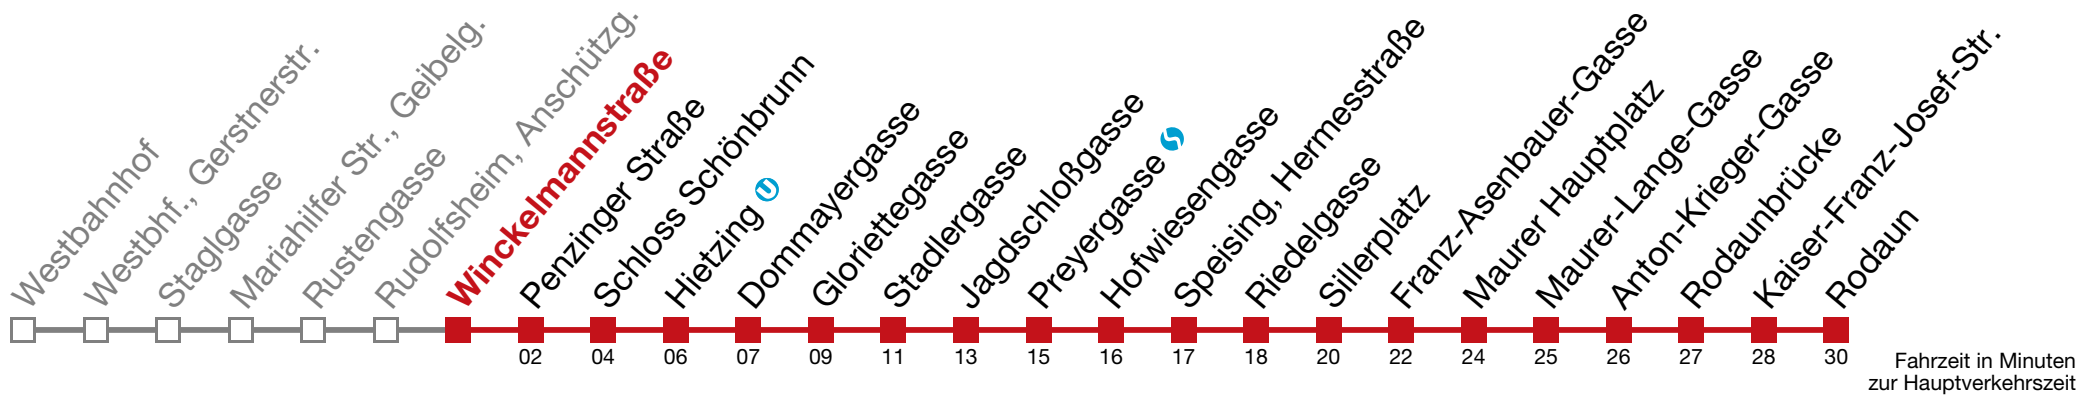 Westbahnhof
Westbhf., Gerstnerstr.
Staglgasse
Mariahilfer Str., Geibelg.
Rustengasse
Rudolfsheim, Anschützg.
Winckelmannstraße
Penzinger Straße
Schloss Schönbrunn
Hietzing U
Dommayergasse
Gloriettegasse
Stadlergasse
Jagdschloßgasse
Preyergasse S
Hofwiesengasse
Speising, Hermesstraße
Riedelgasse
Sillerplatz
Franz-Asenbauer-Gasse
Maurer Hauptplatz
Maurer-Lange-Gasse
Anton-Krieger-Gasse
Rodaunbrücke
Kaiser-Franz-Josef-Str.
Rodaun
02 04 06 07 09 11 13 15 16 17 18 20 22 24 25 26 27 28 30
Fahrzeit in Minuten
zur Hauptverkehrszeit